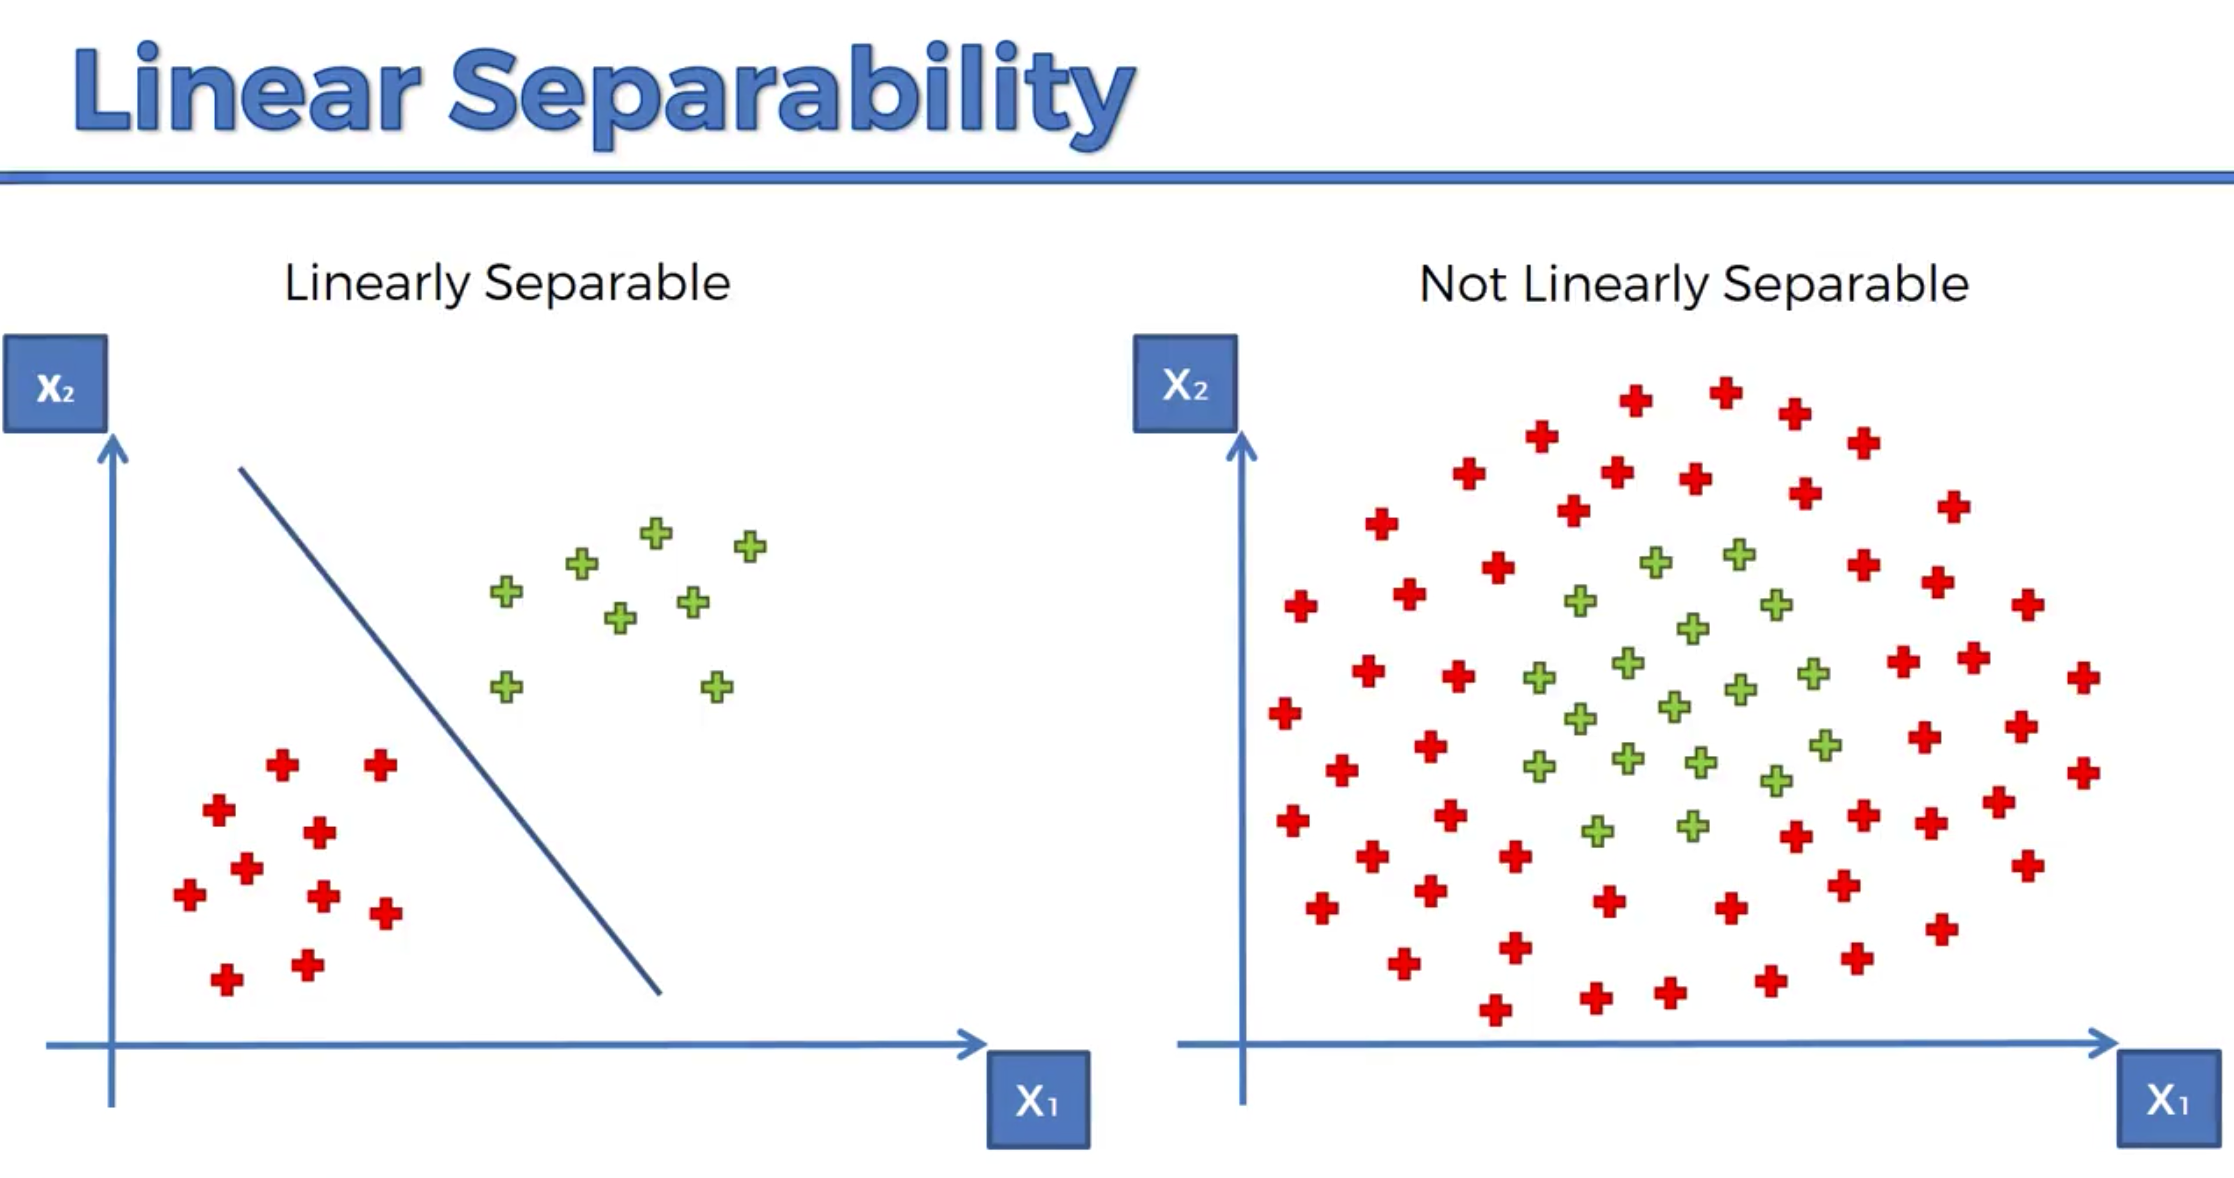 Linear Separability
Linearly Separable
Not Linearly Separable
X₂
X₂
X₁
X₁